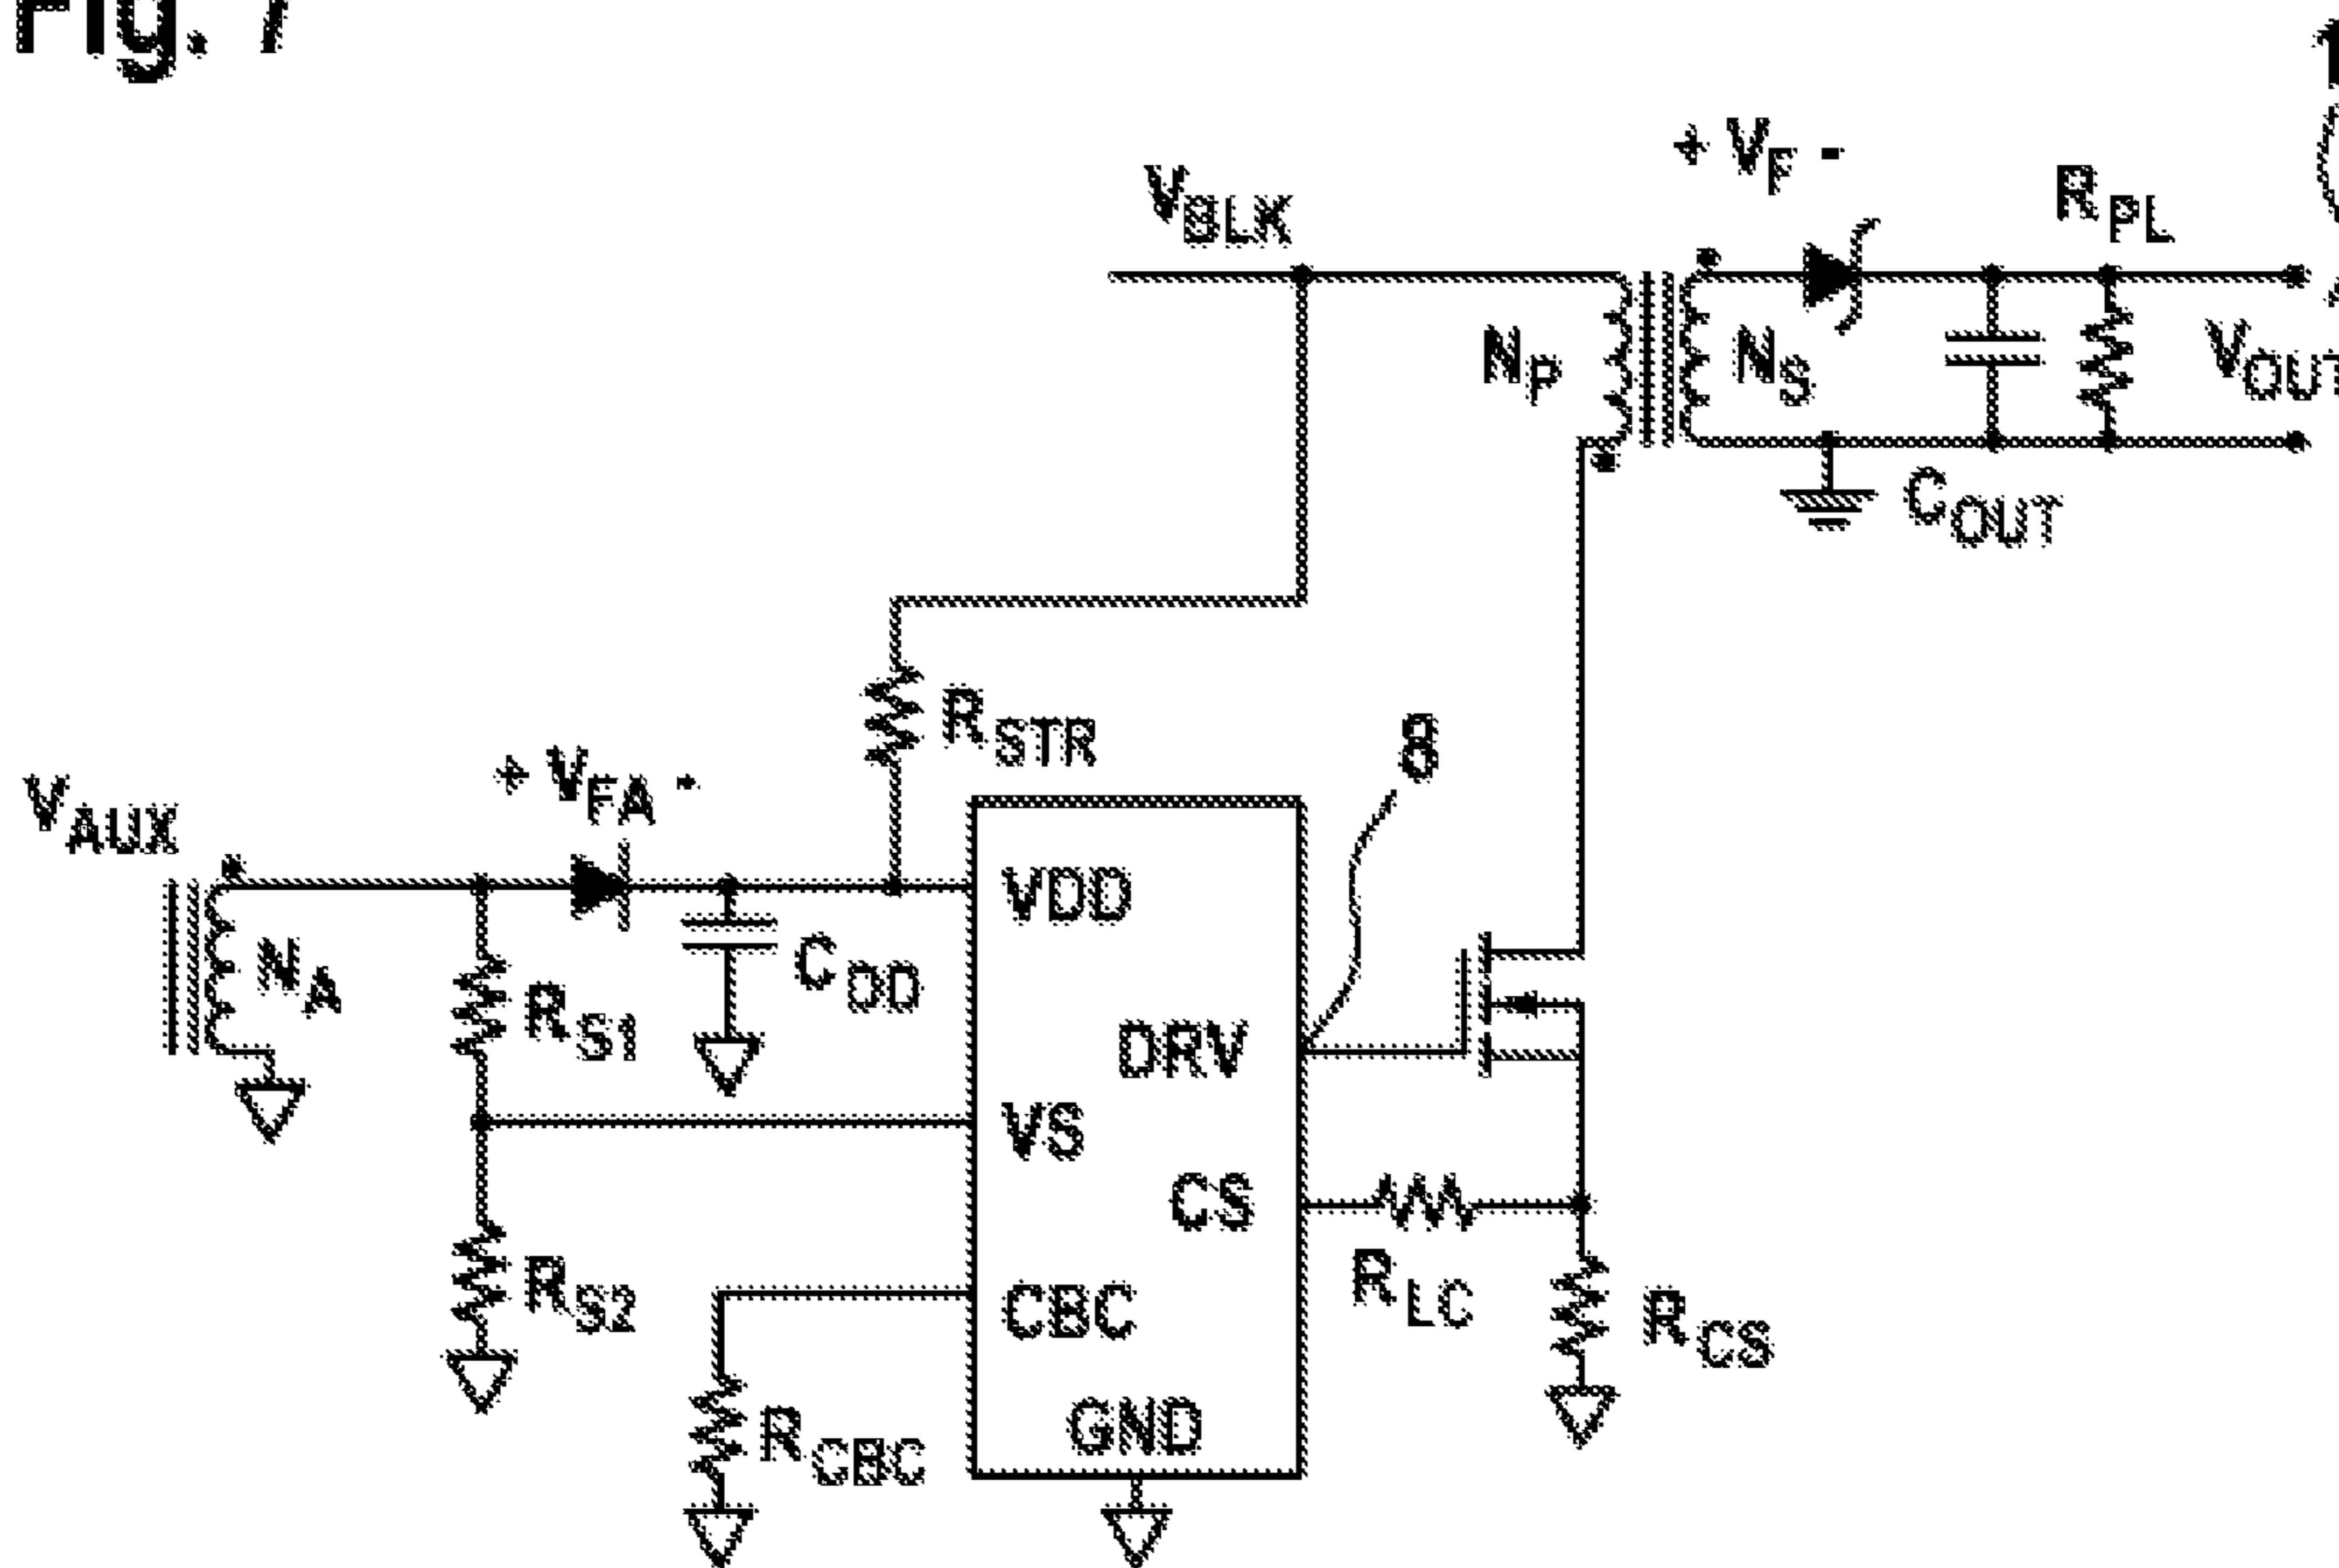 Fig. 7
+ VF -
VBLK
RPL
NP
NS
VOUT
COUT
RSTR
+ VFA -
VAUX
VDD
NA
CDD
RS1
DRV
VS
CS
RS2
CBC
RLC
RCS
RCBC
GND